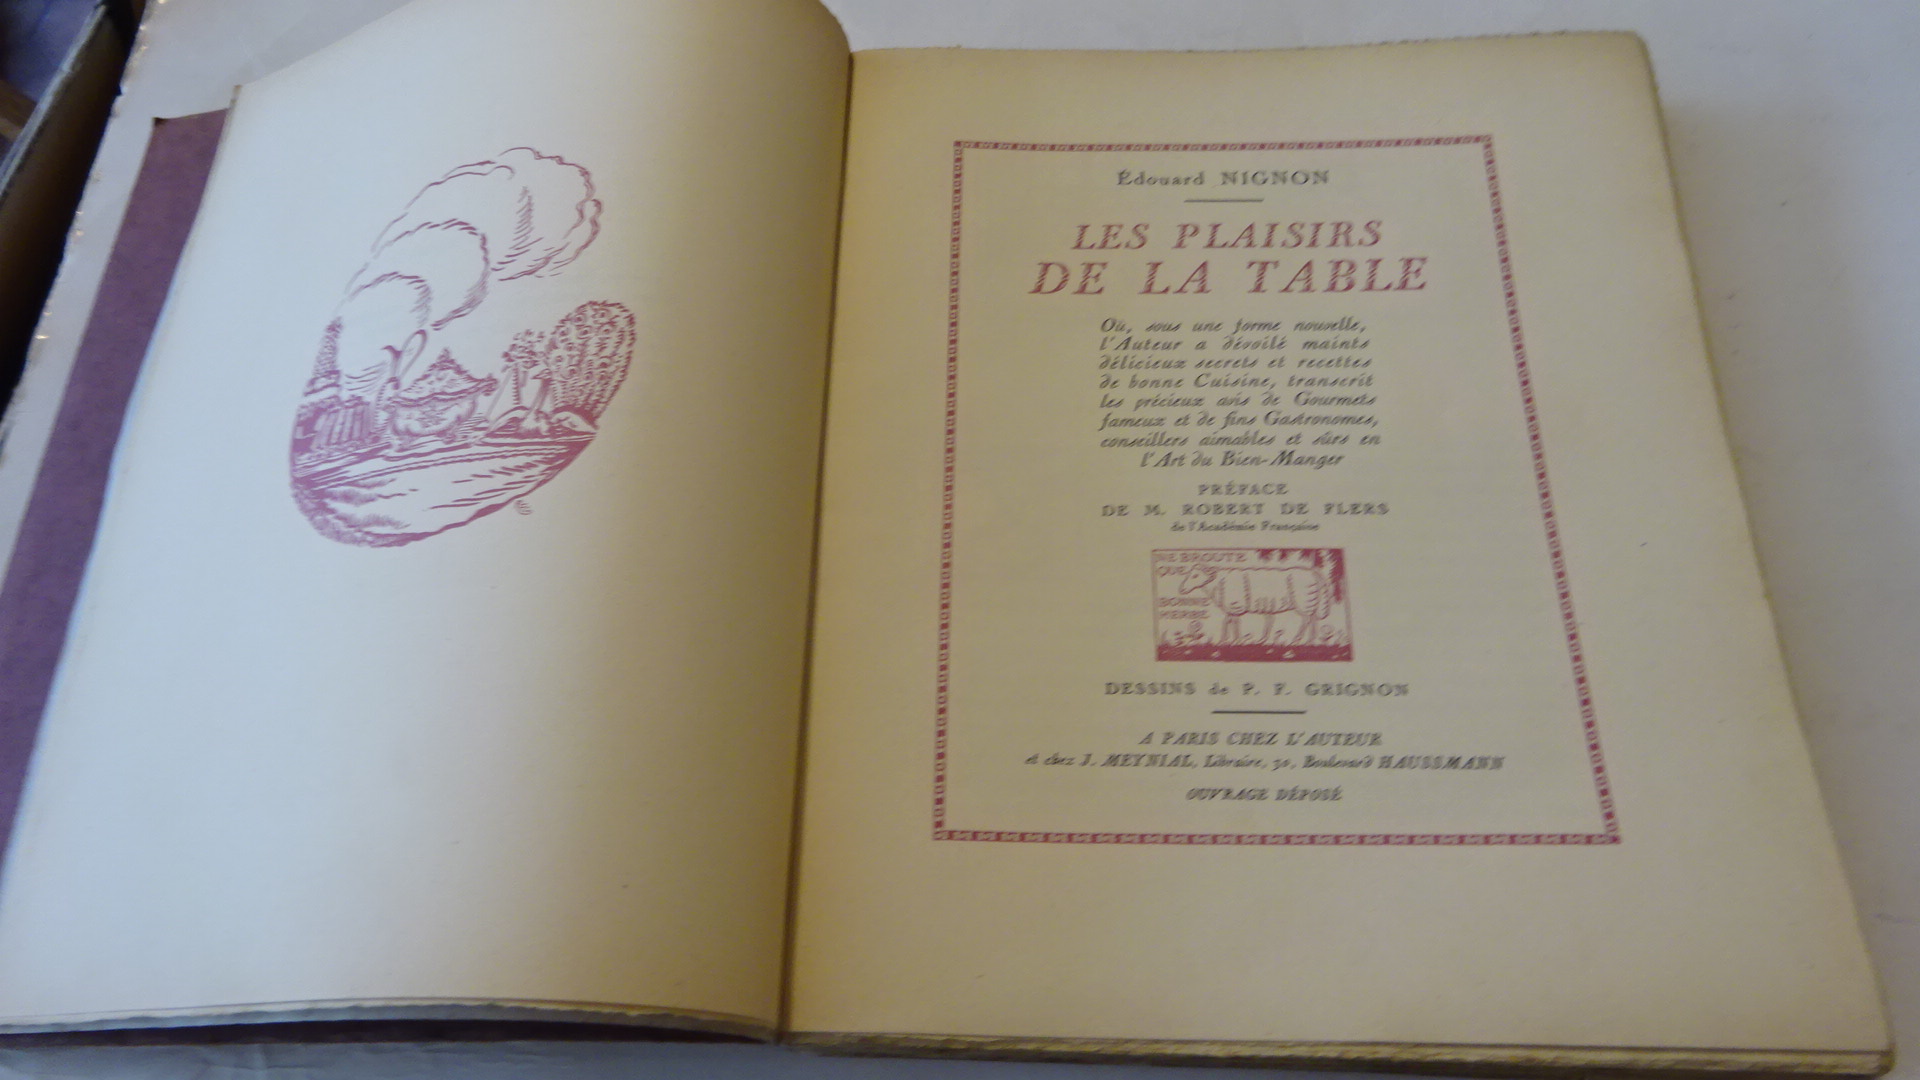 Édouard NIGNON
LES PLAISIRS
DE LA TABLE
Où, sous une forme nouvelle,
l'Auteur a dévoilé maints
délicieux secrets et recettes
de bonne Cuisine, transcrit
les précieux avis de Gourmets
fameux et de fins Gastronomes,
conseillers aimables et sûrs en
l'Art du Bien-Manger
PRÉFACE
DE M. ROBERT DE FLERS
de l'Académie Française
NE BROUTE
QUE
BONNE
HERBE
DESSINS de P. F. GRIGNON
A PARIS CHEZ L'AUTEUR
et chez J. MEYNIAL, Libraire, 30, Boulevard HAUSSMANN
OUVRAGE DÉPOSÉ